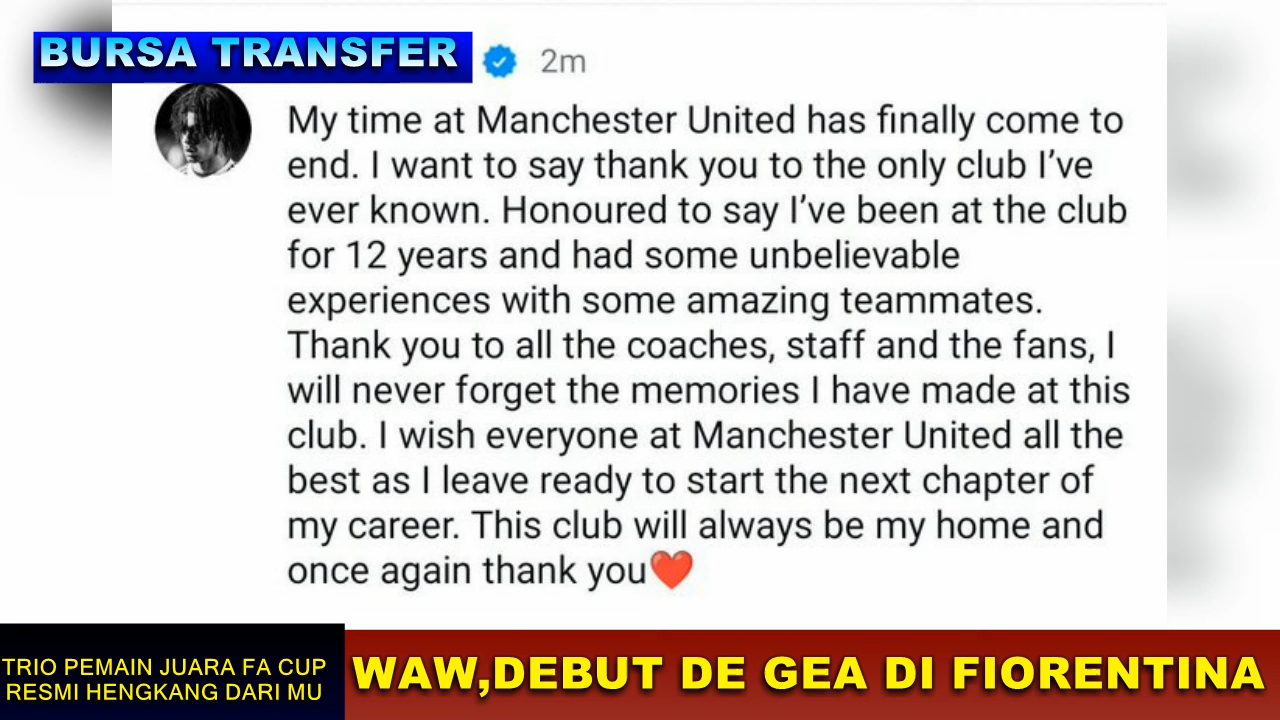 BURSA TRANSFER
2m
My time at Manchester United has finally come to
end. I want to say thank you to the only club I’ve
ever known. Honoured to say I’ve been at the club
for 12 years and had some unbelievable
experiences with some amazing teammates.
Thank you to all the coaches, staff and the fans, I
will never forget the memories I have made at this
club. I wish everyone at Manchester United all the
best as I leave ready to start the next chapter of
my career. This club will always be my home and
once again thank you❤️
TRIO PEMAIN JUARA FA CUP
RESMI HENGKANG DARI MU
WAW,DEBUT DE GEA DI FIORENTINA